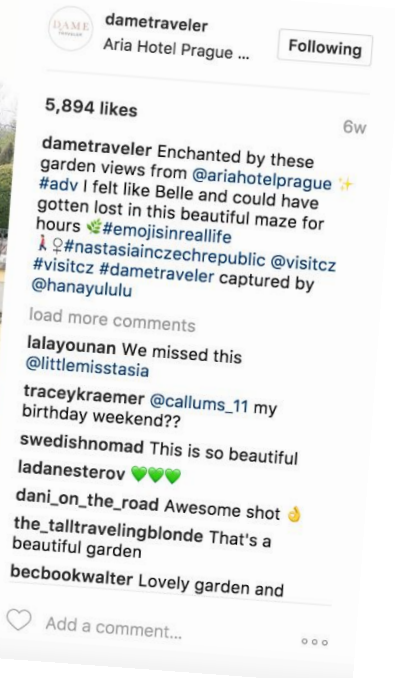 DAME
TRAVELER
dametraveler
Aria Hotel Prague ...
Following
5,894 likes
6w
dametraveler Enchanted by these
garden views from @ariahotelprague ✨
#adv I felt like Belle and could have
gotten lost in this beautiful maze for
hours 🌿#emojisinreallife
🚶♀#nastasiainczechrepublic @visitcz
#visitcz #dametraveler captured by
@hanayululu
load more comments
lalayounan We missed this
@littlemisstasia
traceykraemer @callums_11 my
birthday weekend??
swedishnomad This is so beautiful
ladanesterov 💚💚💚
dani_on_the_road Awesome shot 👌
the_talltravelingblonde That's a
beautiful garden
becbookwalter Lovely garden and
Add a comment...